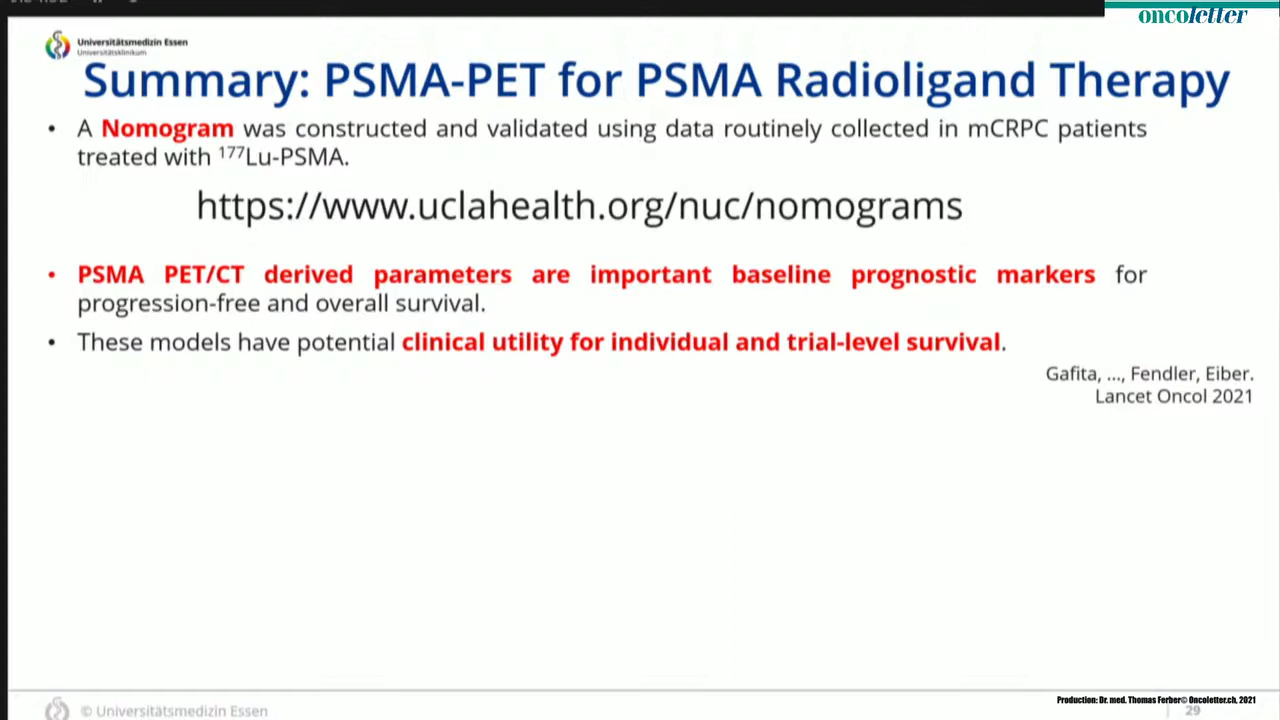 oncoletter
Universitätsmedizin Essen
Universitätsklinikum
Summary: PSMA-PET for PSMA Radioligand Therapy
• A Nomogram was constructed and validated using data routinely collected in mCRPC patients
treated with ¹⁷⁷Lu-PSMA.
https://www.uclahealth.org/nuc/nomograms
• PSMA PET/CT derived parameters are important baseline prognostic markers for
progression-free and overall survival.
• These models have potential clinical utility for individual and trial-level survival.
Gafita, ..., Fendler, Eiber.
Lancet Oncol 2021
Production: Dr. med. Thomas Ferber© Oncoletter.ch, 2021
© Universitätsmedizin Essen
29